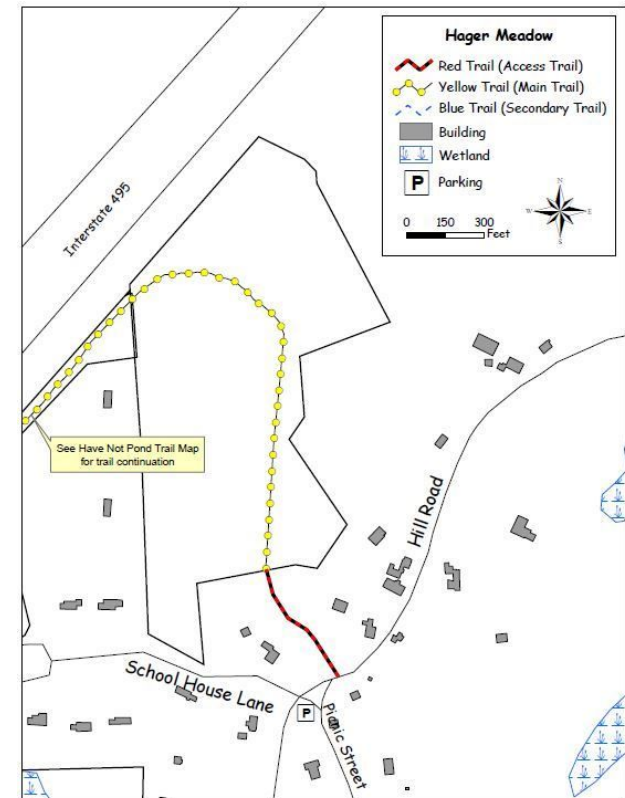 Hager Meadow
Red Trail (Access Trail)
Yellow Trail (Main Trail)
Blue Trail (Secondary Trail)
Building
Wetland
P Parking
N
W E
S
0 150 300
Feet
Interstate 495
See Have Not Pond Trail Map
for trail continuation
Hill Road
School House Lane
P
Picnic Street